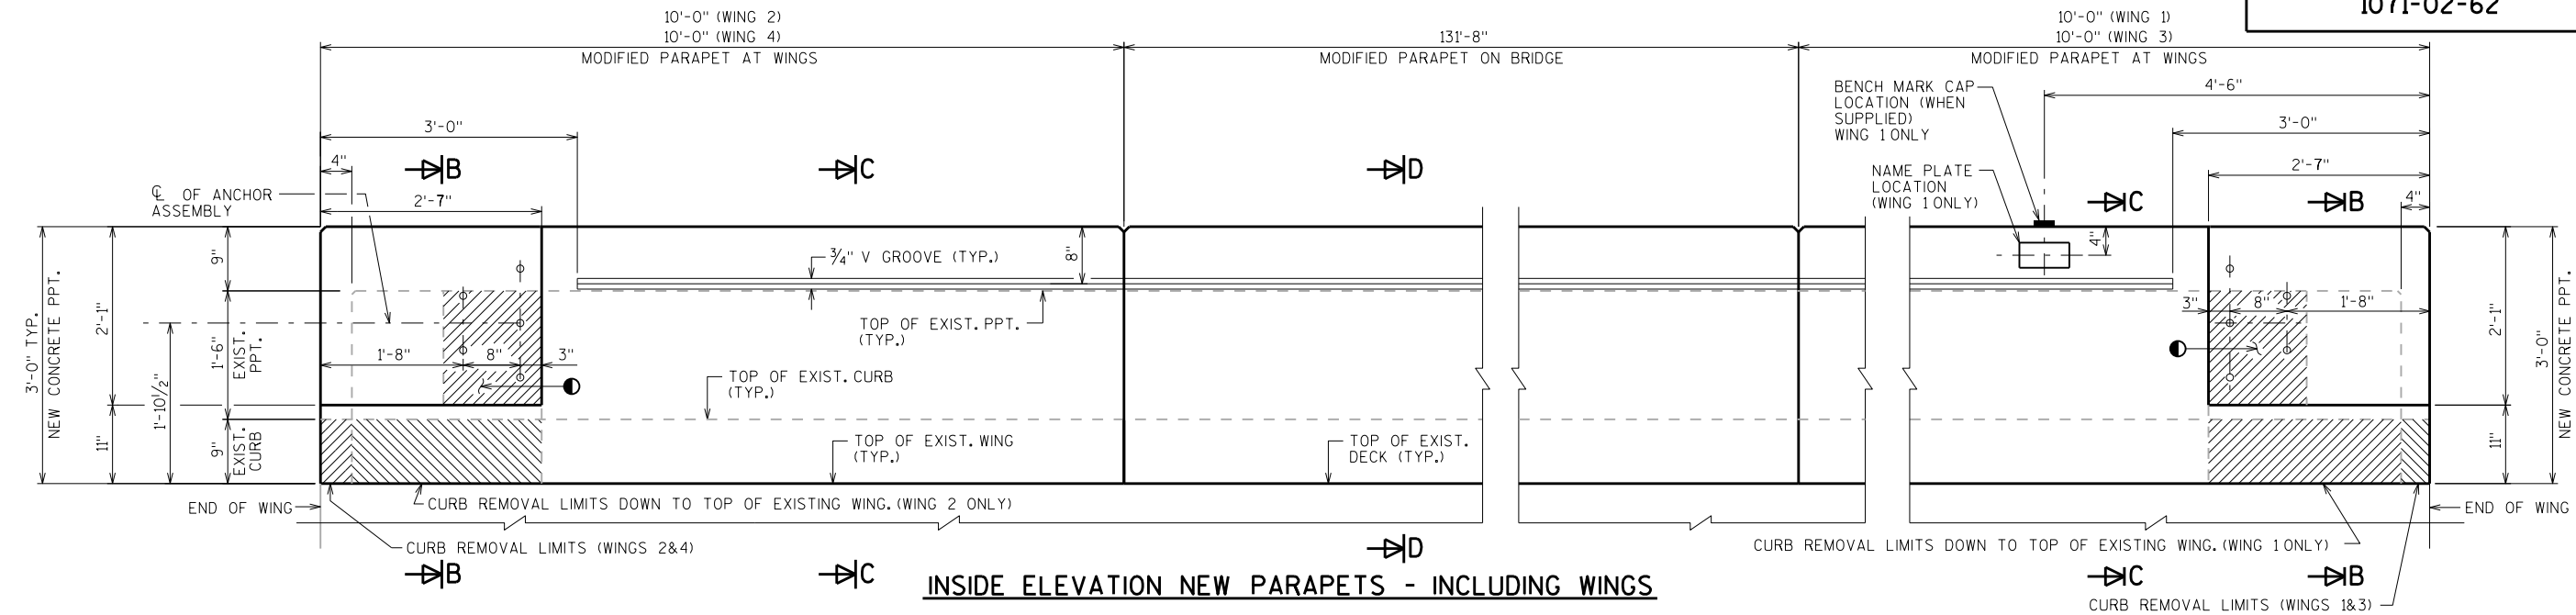 1071-02-62
10'-0" (WING 2)
10'-0" (WING 4)
MODIFIED PARAPET AT WINGS
131'-8"
MODIFIED PARAPET ON BRIDGE
10'-0" (WING 1)
10'-0" (WING 3)
MODIFIED PARAPET AT WINGS
4'-6"
BENCH MARK CAP
LOCATION (WHEN
SUPPLIED)
WING 1 ONLY
3'-0"
3'-0"
4"
B
C
D
2'-7"
NAME PLATE
LOCATION
(WING 1 ONLY)
℄ OF ANCHOR
ASSEMBLY
2'-7"
C
B
4"
3'-0" TYP.
NEW CONCRETE PPT.
2'-1"
11"
1'-10½"
9"
1'-6"
EXIST.
PPT.
9"
EXIST.
CURB
1'-8"
8"
3"
¾" V GROOVE (TYP.)
8"
TOP OF EXIST. PPT.
(TYP.)
TOP OF EXIST. CURB
(TYP.)
TOP OF EXIST. WING
(TYP.)
TOP OF EXIST.
DECK (TYP.)
4"
3"
8"
1'-8"
2'-1"
11"
3'-0"
NEW CONCRETE PPT.
END OF WING
CURB REMOVAL LIMITS DOWN TO TOP OF EXISTING WING. (WING 2 ONLY)
END OF WING
CURB REMOVAL LIMITS (WINGS 2&4)
D
CURB REMOVAL LIMITS DOWN TO TOP OF EXISTING WING. (WING 1 ONLY)
B
C
INSIDE ELEVATION NEW PARAPETS - INCLUDING WINGS
C
B
CURB REMOVAL LIMITS (WINGS 1&3)